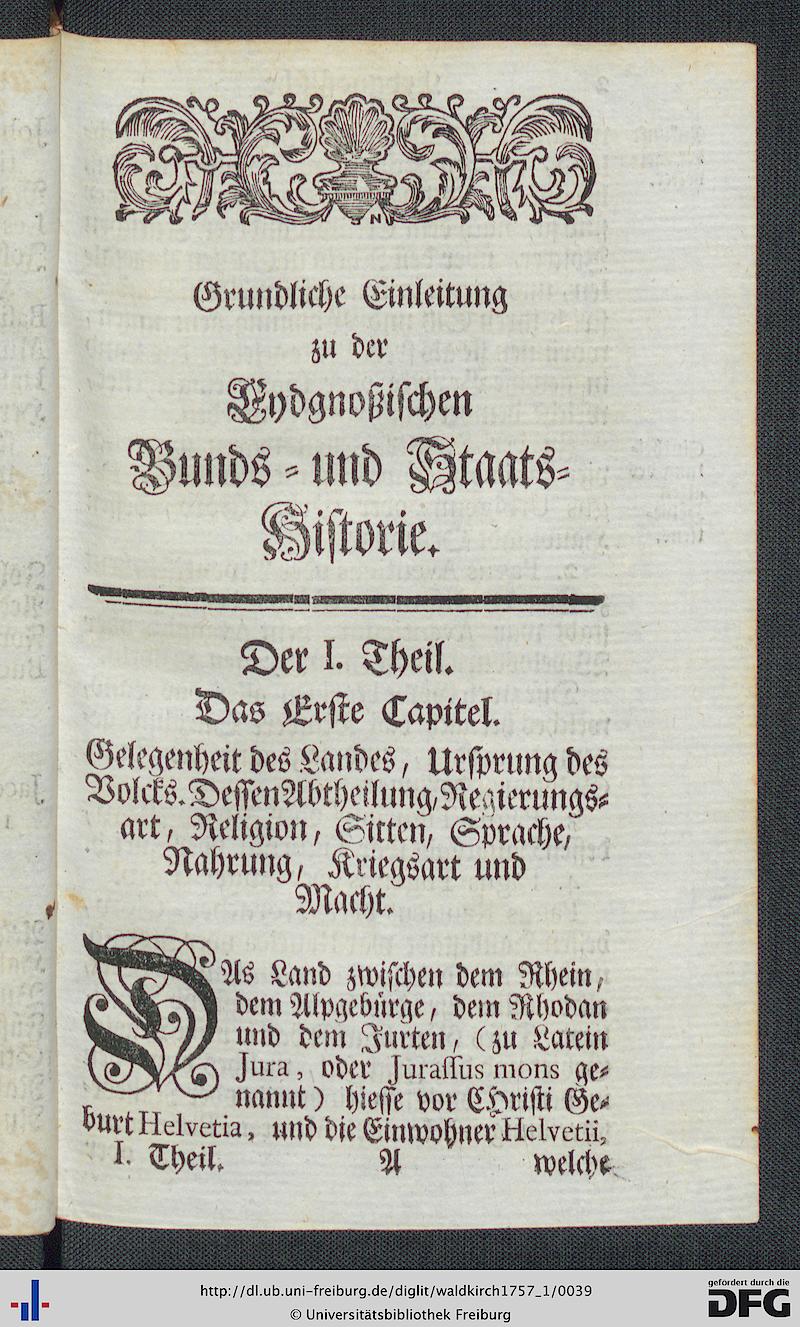 Grundliche Einleitung
zu der
Eydgnoßischen
Bunds- und Staats-
Historie.
Der I. Theil.
Das Erste Capitel.
Gelegenheit des Landes, Ursprung des
Volcks. Dessen Abtheilung, Regierungs-
art, Religion, Sitten, Sprache,
Nahrung, Kriegsart und
Macht.
DAs Land zwischen dem Rhein,
dem Alpgebürge, dem Rhodan
und dem Jurten, (zu Latein
Jura, oder Jurassus mons ge-
nannt) hiesse vor CHristi Ge-
burt Helvetia, und die Einwohner Helvetii,
I. Theil. A welche
http://dl.ub.uni-freiburg.de/diglit/waldkirch1757_1/0039
© Universitätsbibliothek Freiburg
gefördert durch die
DFG